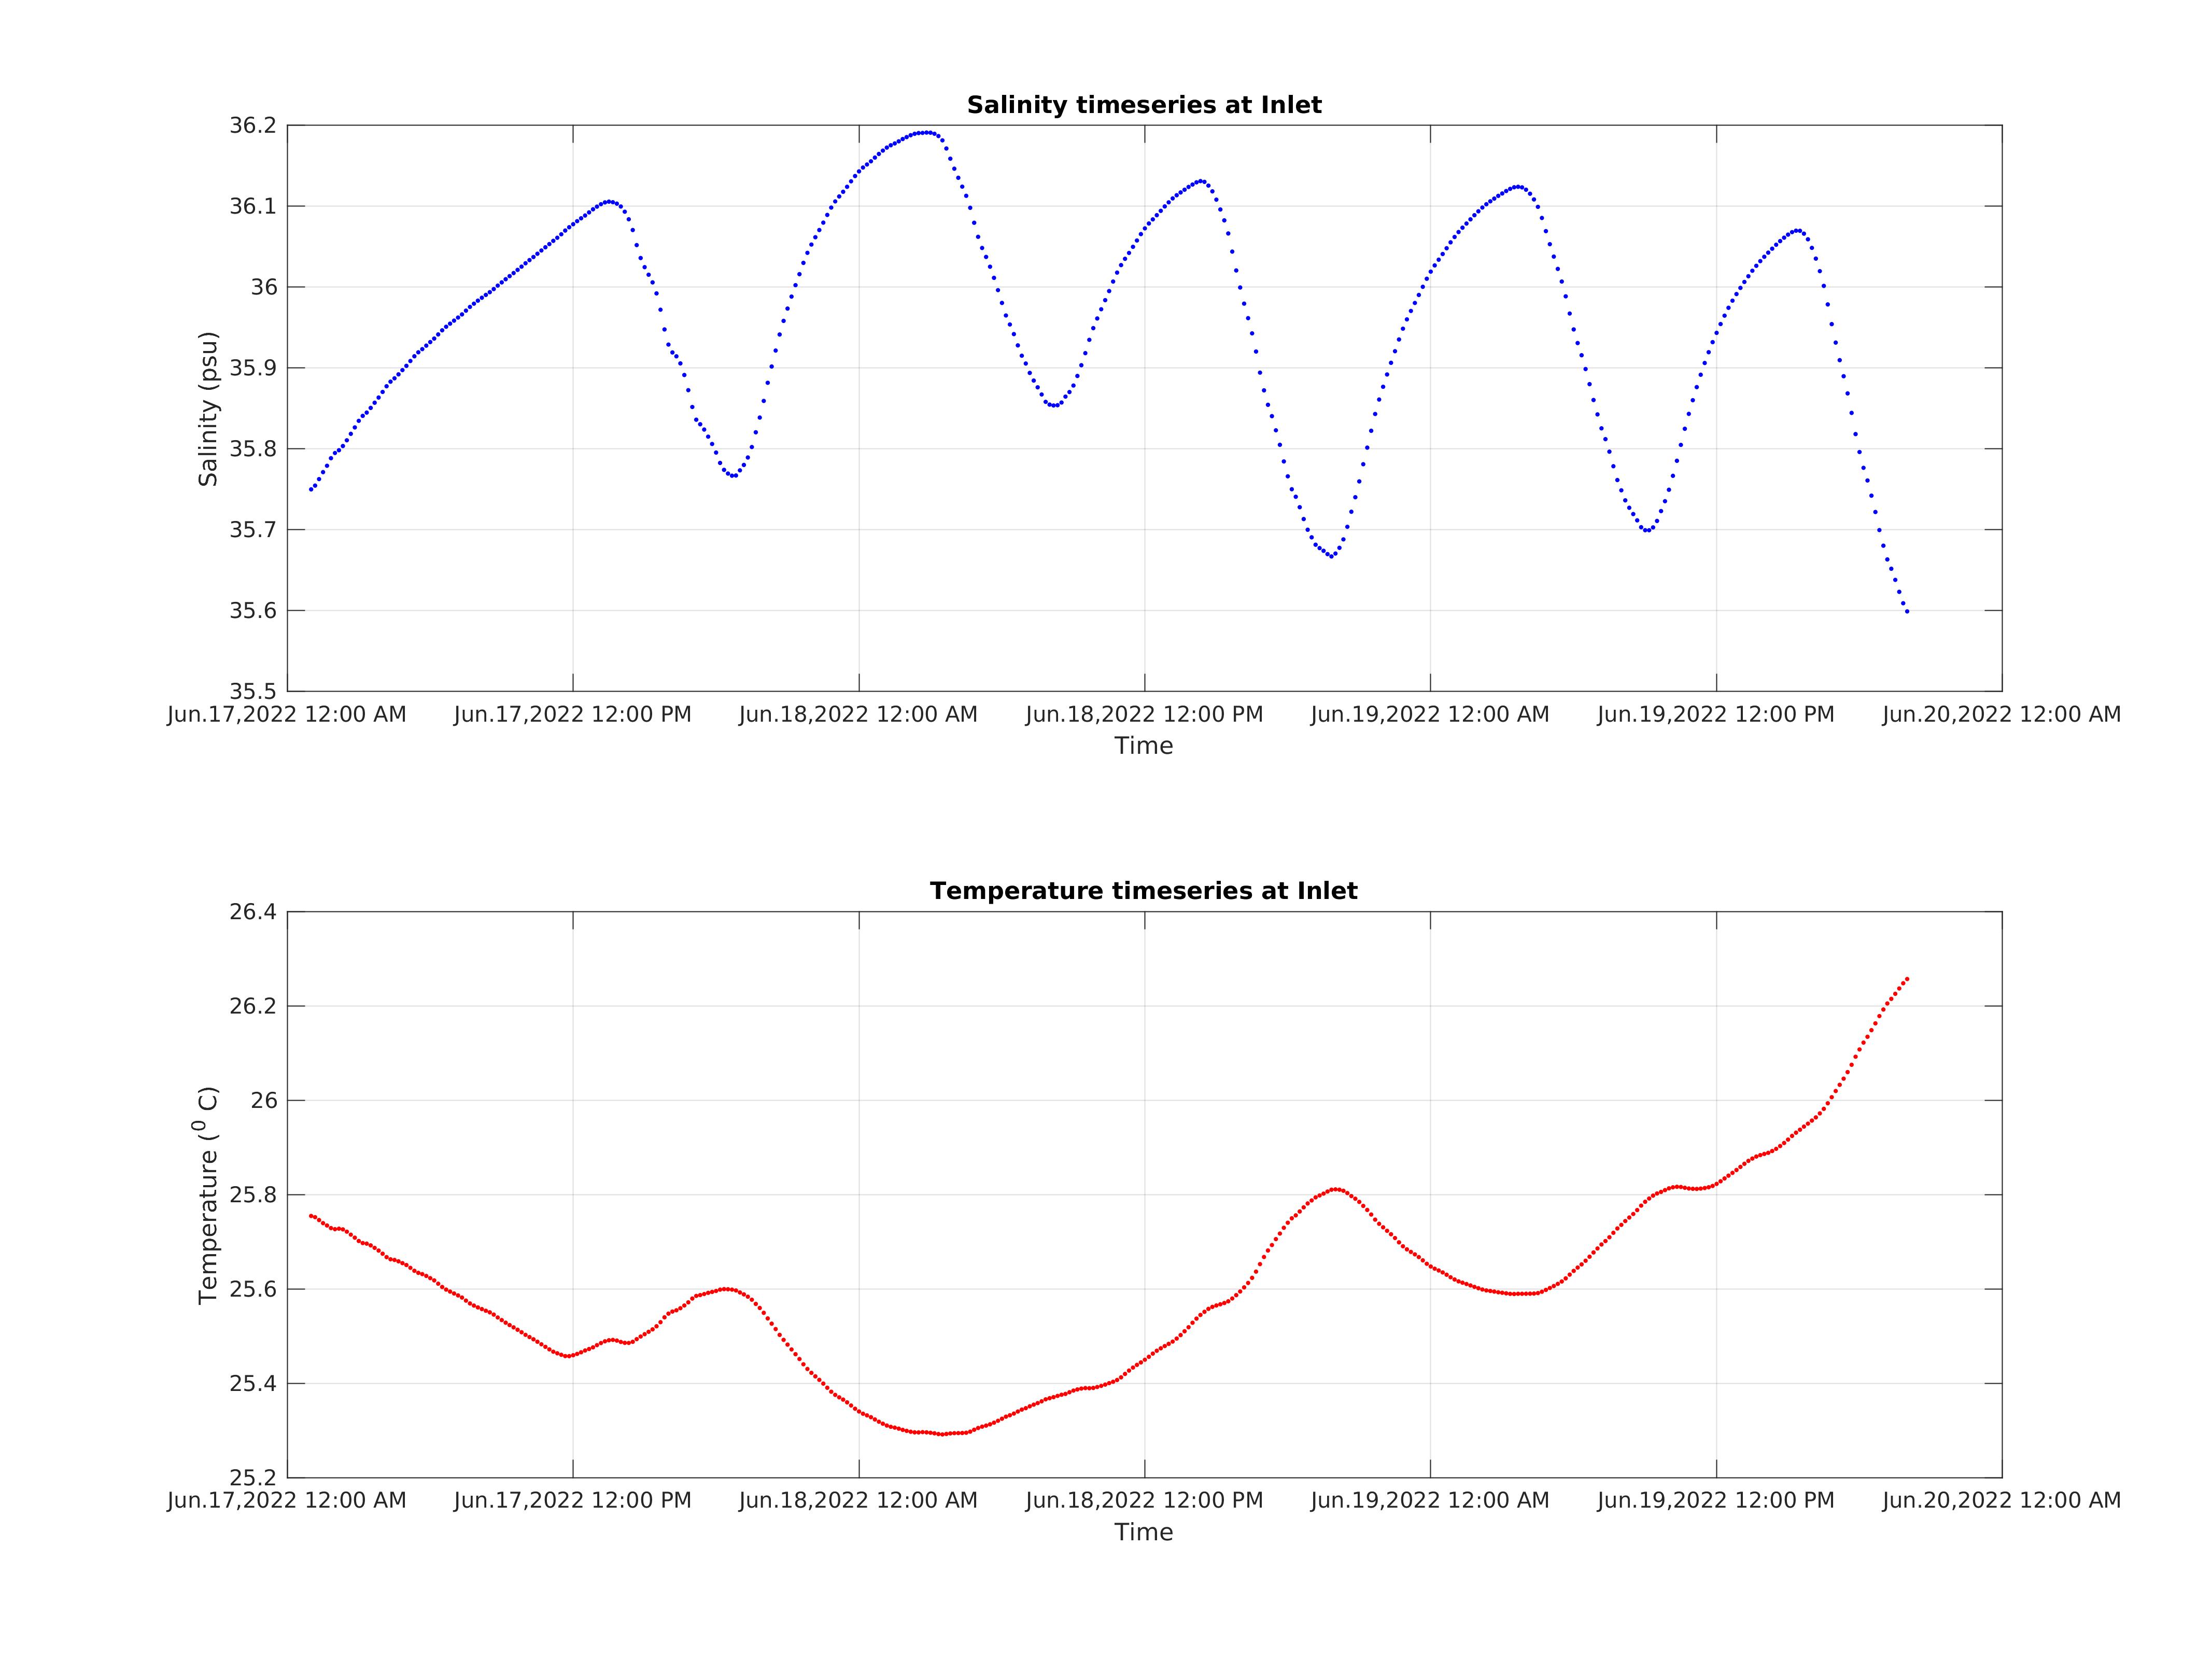 Salinity timeseries at Inlet
36.2
36.1
36
35.9
35.8
35.7
35.6
35.5
Salinity (psu)
Jun.17,2022 12:00 AM Jun.17,2022 12:00 PM Jun.18,2022 12:00 AM Jun.18,2022 12:00 PM Jun.19,2022 12:00 AM Jun.19,2022 12:00 PM Jun.20,2022 12:00 AM
Time
Temperature timeseries at Inlet
26.4
26.2
26
25.8
25.6
25.4
25.2
Temperature (⁰ C)
Jun.17,2022 12:00 AM Jun.17,2022 12:00 PM Jun.18,2022 12:00 AM Jun.18,2022 12:00 PM Jun.19,2022 12:00 AM Jun.19,2022 12:00 PM Jun.20,2022 12:00 AM
Time